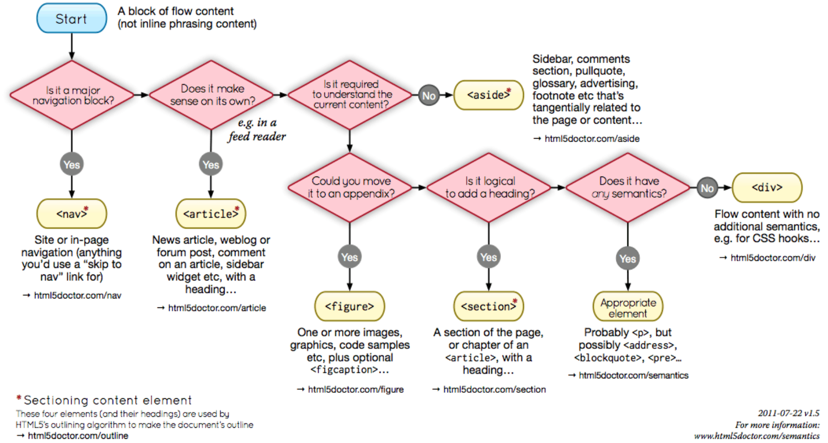 Start
A block of flow content
(not inline phrasing content)
Is it a major
navigation block?
Does it make
sense on its own?
e.g. in a
feed reader
Is it required
to understand the
current content?
No
<aside>*
Sidebar, comments
section, pullquote,
glossary, advertising,
footnote etc that's
tangentially related to
the page or content...
→ html5doctor.com/aside
Yes
<nav>*
Site or in-page
navigation (anything
you'd use a "skip to
nav" link for)
→ html5doctor.com/nav
Yes
<article>*
News article, weblog or
forum post, comment
on an article, sidebar
widget etc, with a
heading...
→ html5doctor.com/article
Could you move
it to an appendix?
Is it logical
to add a heading?
Does it have
any semantics?
No
<div>
Flow content with no
additional semantics,
e.g. for CSS hooks...
→ html5doctor.com/div
Yes
<figure>
One or more images,
graphics, code samples
etc, plus optional
<figcaption>...
→ html5doctor.com/figure
Yes
<section>*
A section of the page,
or chapter of an
<article>, with a
heading...
→ html5doctor.com/section
Yes
Appropriate
element
Probably <p>, but
possibly <address>,
<blockquote>, <pre>...
→ html5doctor.com/semantics
* Sectioning content element
These four elements (and their headings) are used by
HTML5's outlining algorithm to make the document's outline
→ html5doctor.com/outline
2011-07-22 v1.5
For more information:
www.html5doctor.com/semantics